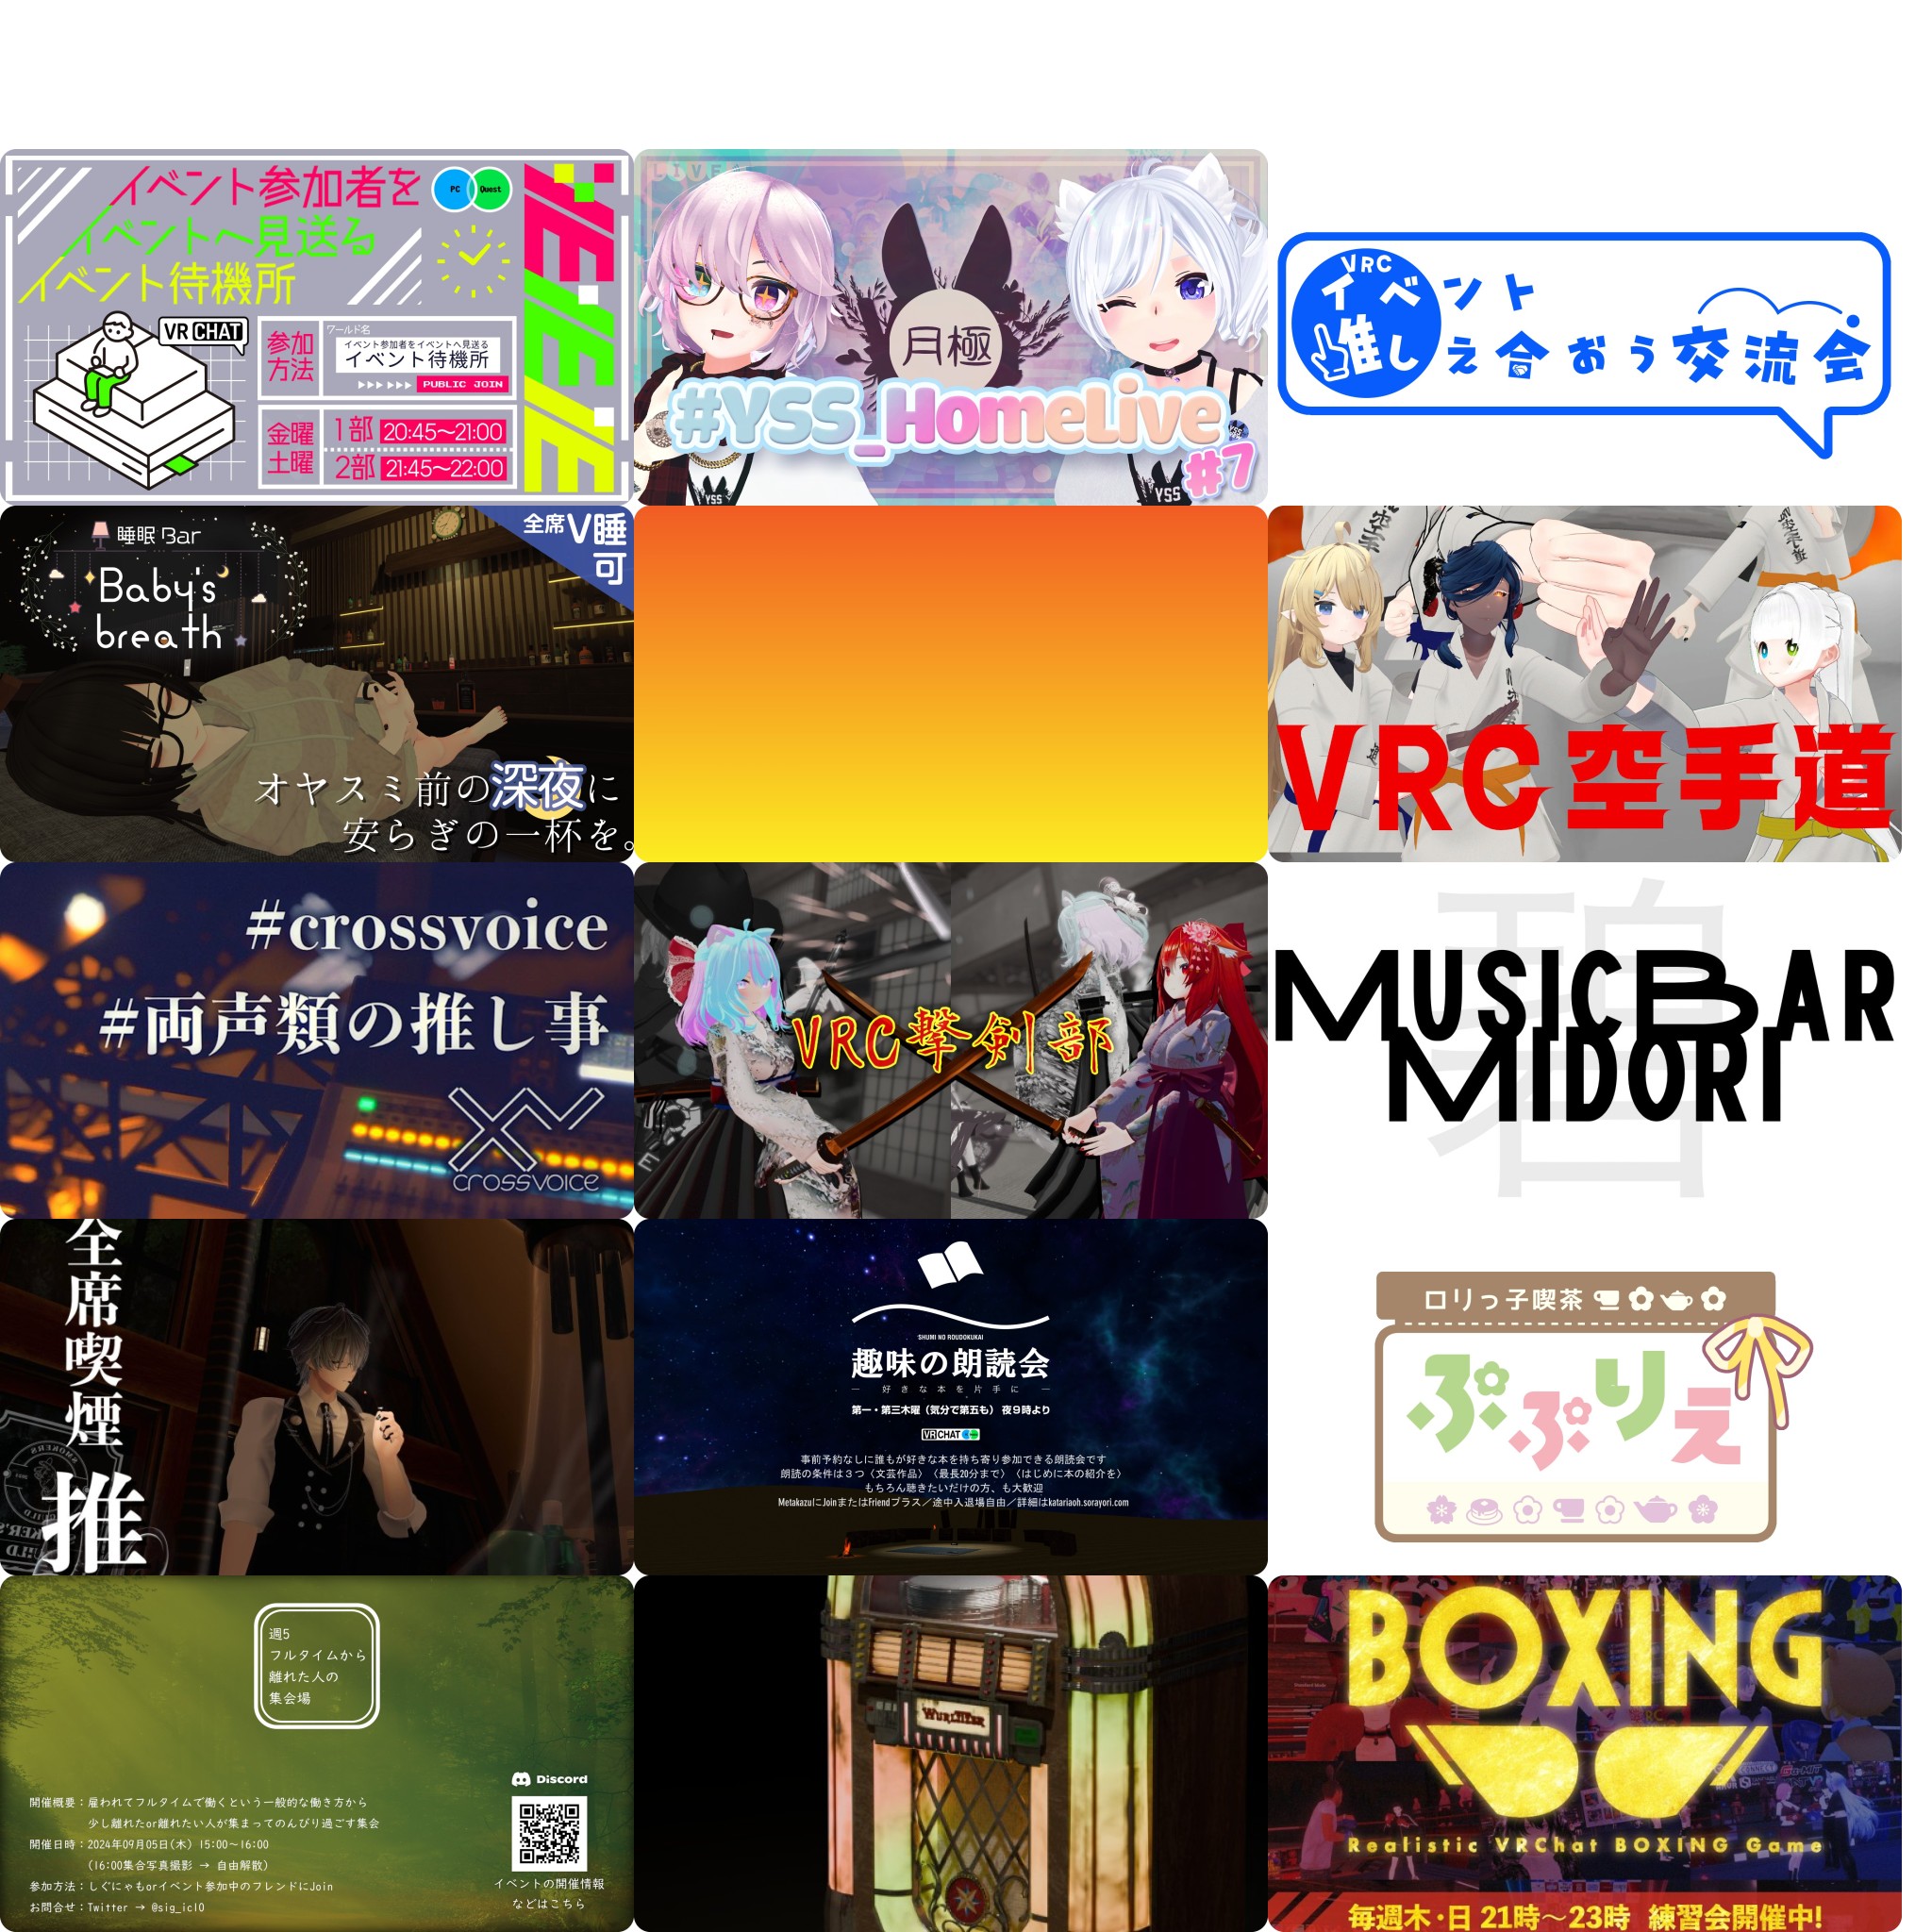 イベント参加者を
イベントへ見送る
イベント待機所
PC Quest
VRCHAT
参加
方法
ワールド名
イベント参加者をイベントへ見送る
イベント待機所
PUBLIC JOIN
金曜
土曜
1部 20:45〜21:00
2部 21:45〜22:00
LIVE
月極
#YSS_HomeLive
#7
YSS
YSS
VRC
イベント
推し え合おう交流会
睡眠Bar
Baby's
breath
全席V睡
可
オヤスミ前の深夜に
安らぎの一杯を。
VRC空手道
#crossvoice
#両声類の推し事
crossvoice
VRC撃剣部
碧
MUSICBAR
MIDORI
全席喫煙
推
SHUMI NO ROUDOKUKAI
趣味の朗読会
― 好きな本を片手に ―
第一・第三木曜（気分で第五も） 夜9時より
VRCHAT
事前予約なしに誰もが好きな本を持ち寄り参加できる朗読会です
朗読の条件は３つ〈文芸作品〉〈最長20分まで〉〈はじめに本の紹介を〉
もちろん聴きたいだけの方、も大歓迎
MetakazuにJoinまたはFriendプラス／途中入退場自由／詳細はkatariaoh.sorayori.com
ロリっ子喫茶
ぷぷりえ
週5
フルタイムから
離れた人の
集会場
Discord
開催概要：雇われてフルタイムで働くという一般的な働き方から
少し離れたor離れたい人が集まってのんびり過ごす集会
開催日時：2024年09月05日(木) 15:00〜16:00
(16:00集合写真撮影 → 自由解散)
参加方法：しぐにゃもorイベント参加中のフレンドにJoin
お問合せ：Twitter → @sig_icl0
イベントの開催情報
などはこちら
WURLITZER
BOXING
Realistic VRChat BOXING Game
毎週木・日 21時〜23時 練習会開催中!